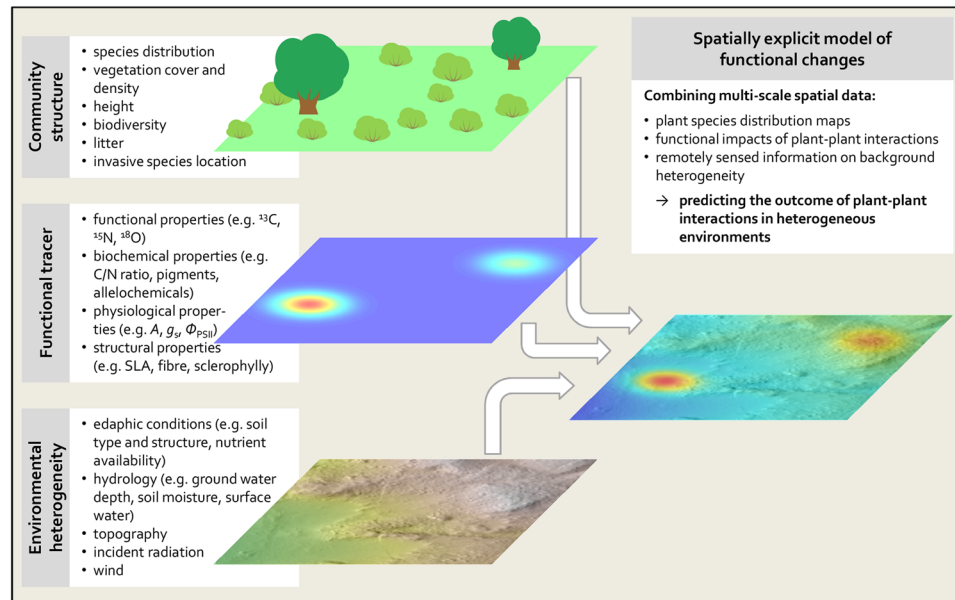 Community
structure
• species distribution
• vegetation cover and
density
• height
• biodiversity
• litter
• invasive species location
Functional tracer
• functional properties (e.g. ¹³C,
¹⁵N, ¹⁸O)
• biochemical properties (e.g.
C/N ratio, pigments,
allelochemicals)
• physiological proper-
ties (e.g. A, gₛ, Φ_PSII)
• structural properties
(e.g. SLA, fibre, sclerophylly)
Environmental
heterogeneity
• edaphic conditions (e.g. soil
type and structure, nutrient
availability)
• hydrology (e.g. ground water
depth, soil moisture, surface
water)
• topography
• incident radiation
• wind
Spatially explicit model of
functional changes
Combining multi-scale spatial data:
• plant species distribution maps
• functional impacts of plant-plant interactions
• remotely sensed information on background
heterogeneity
→ predicting the outcome of plant-plant
interactions in heterogeneous
environments